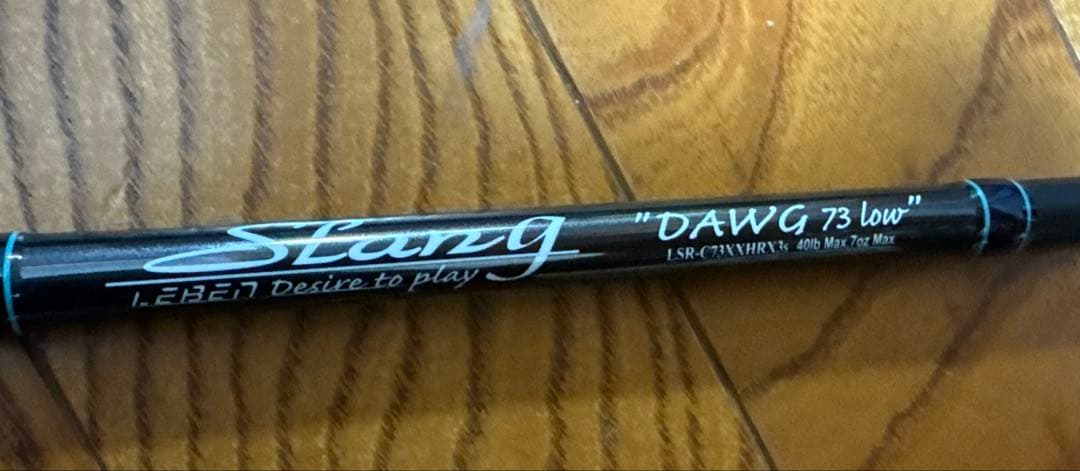 Slang
LEBEN Desire to play
"DAWG 73 low"
LSR-C73XXHRX3s 40lb Max 7oz Max